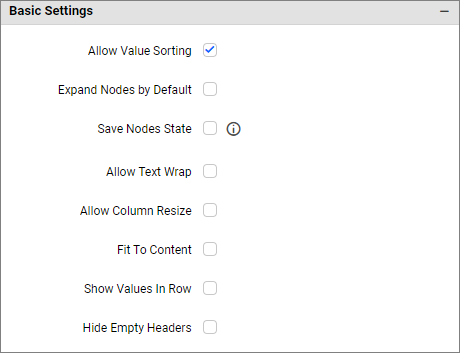 Basic Settings
Allow Value Sorting
Expand Nodes by Default
Save Nodes State
Allow Text Wrap
Allow Column Resize
Fit To Content
Show Values In Row
Hide Empty Headers